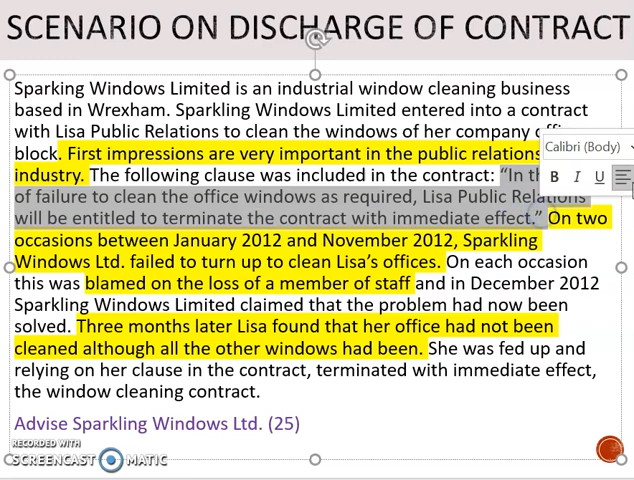 SCENARIO ON DISCHARGE OF CONTRACT
Sparking Windows Limited is an industrial window cleaning business
based in Wrexham. Sparkling Windows Limited entered into a contract
with Lisa Public Relations to clean the windows of her company
block. First impressions are very important in the public relations
Calibri (Body)
industry. The following clause was included in the contract: “In
B I U
of failure to clean the office windows as required, Lisa Public Relations
will be entitled to terminate the contract with immediate effect.” On two
occasions between January 2012 and November 2012, Sparkling
Windows Ltd. failed to turn up to clean Lisa’s offices. On each occasion
this was blamed on the loss of a member of staff and in December 2012
Sparkling Windows Limited claimed that the problem had now been
solved. Three months later Lisa found that her office had not been
cleaned although all the other windows had been. She was fed up and
relying on her clause in the contract, terminated with immediate effect,
the window cleaning contract.
Advise Sparkling Windows Ltd. (25)
RECORDED WITH
SCREENCAST MATIC